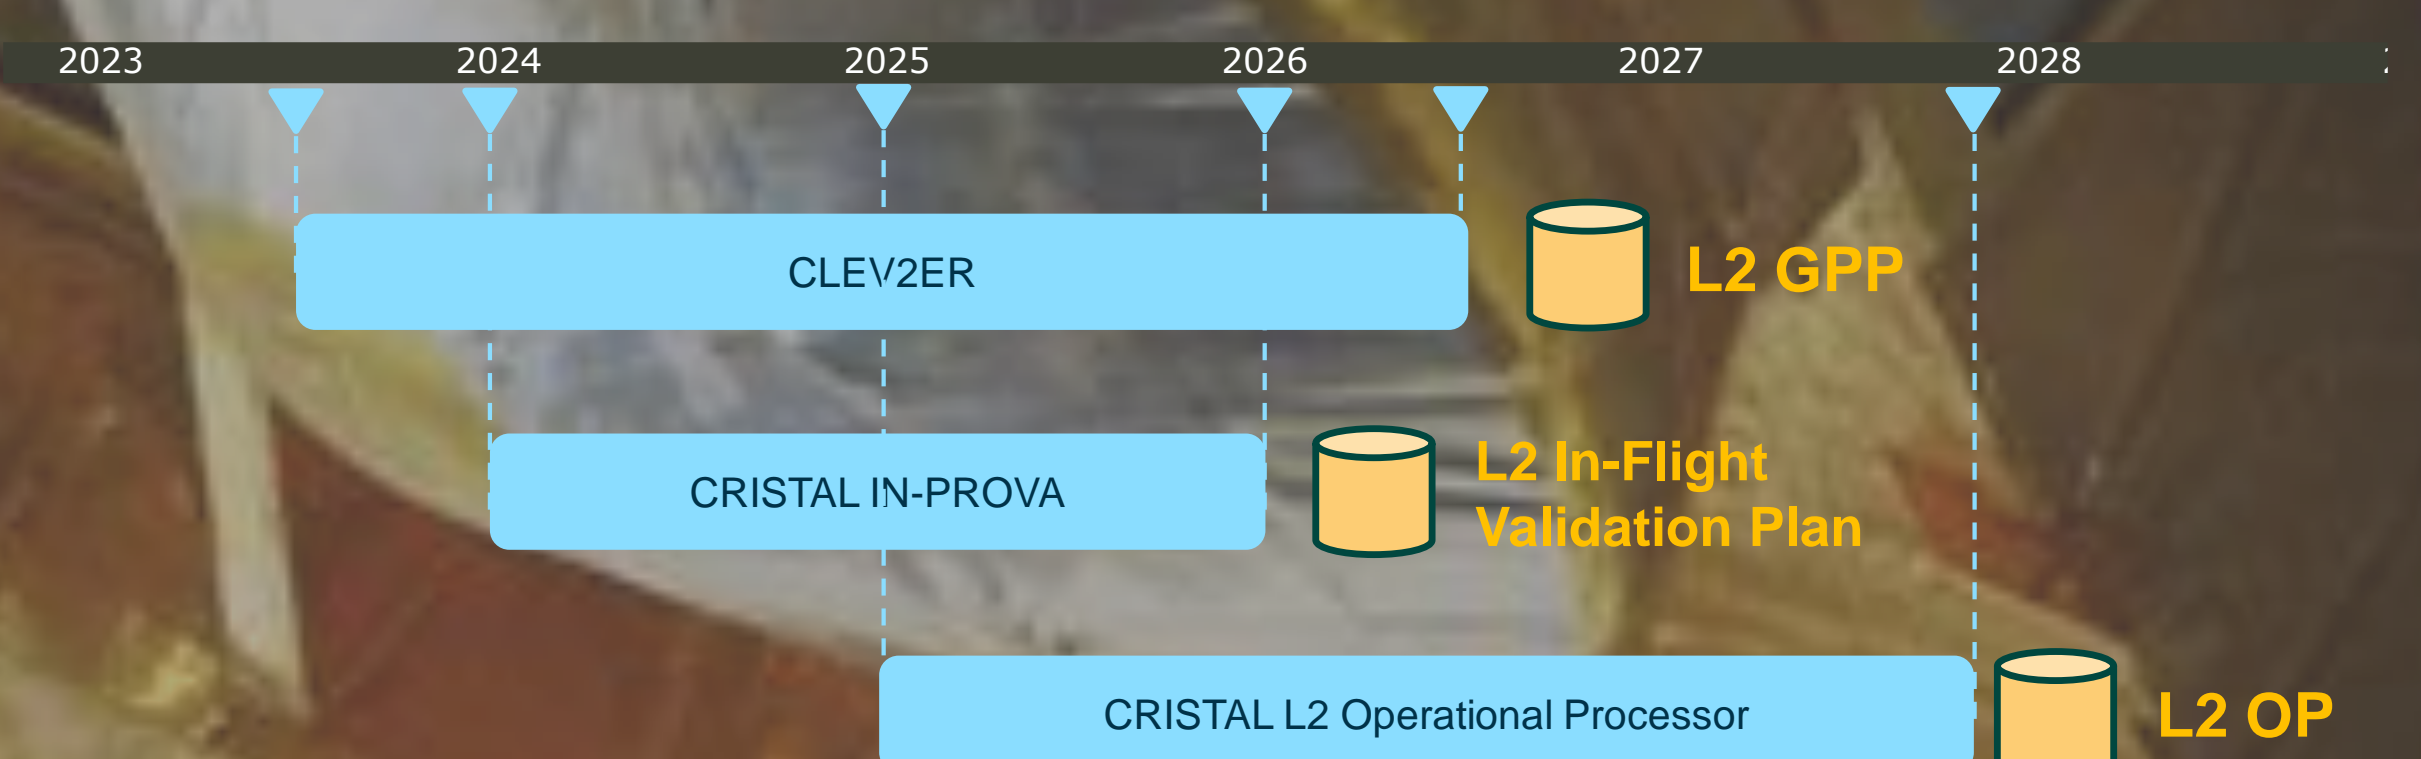 2023 2024 2025 2026 2027 2028
CLEV2ER
L2 GPP
CRISTAL IN-PROVA
L2 In-Flight
Validation Plan
CRISTAL L2 Operational Processor
L2 OP